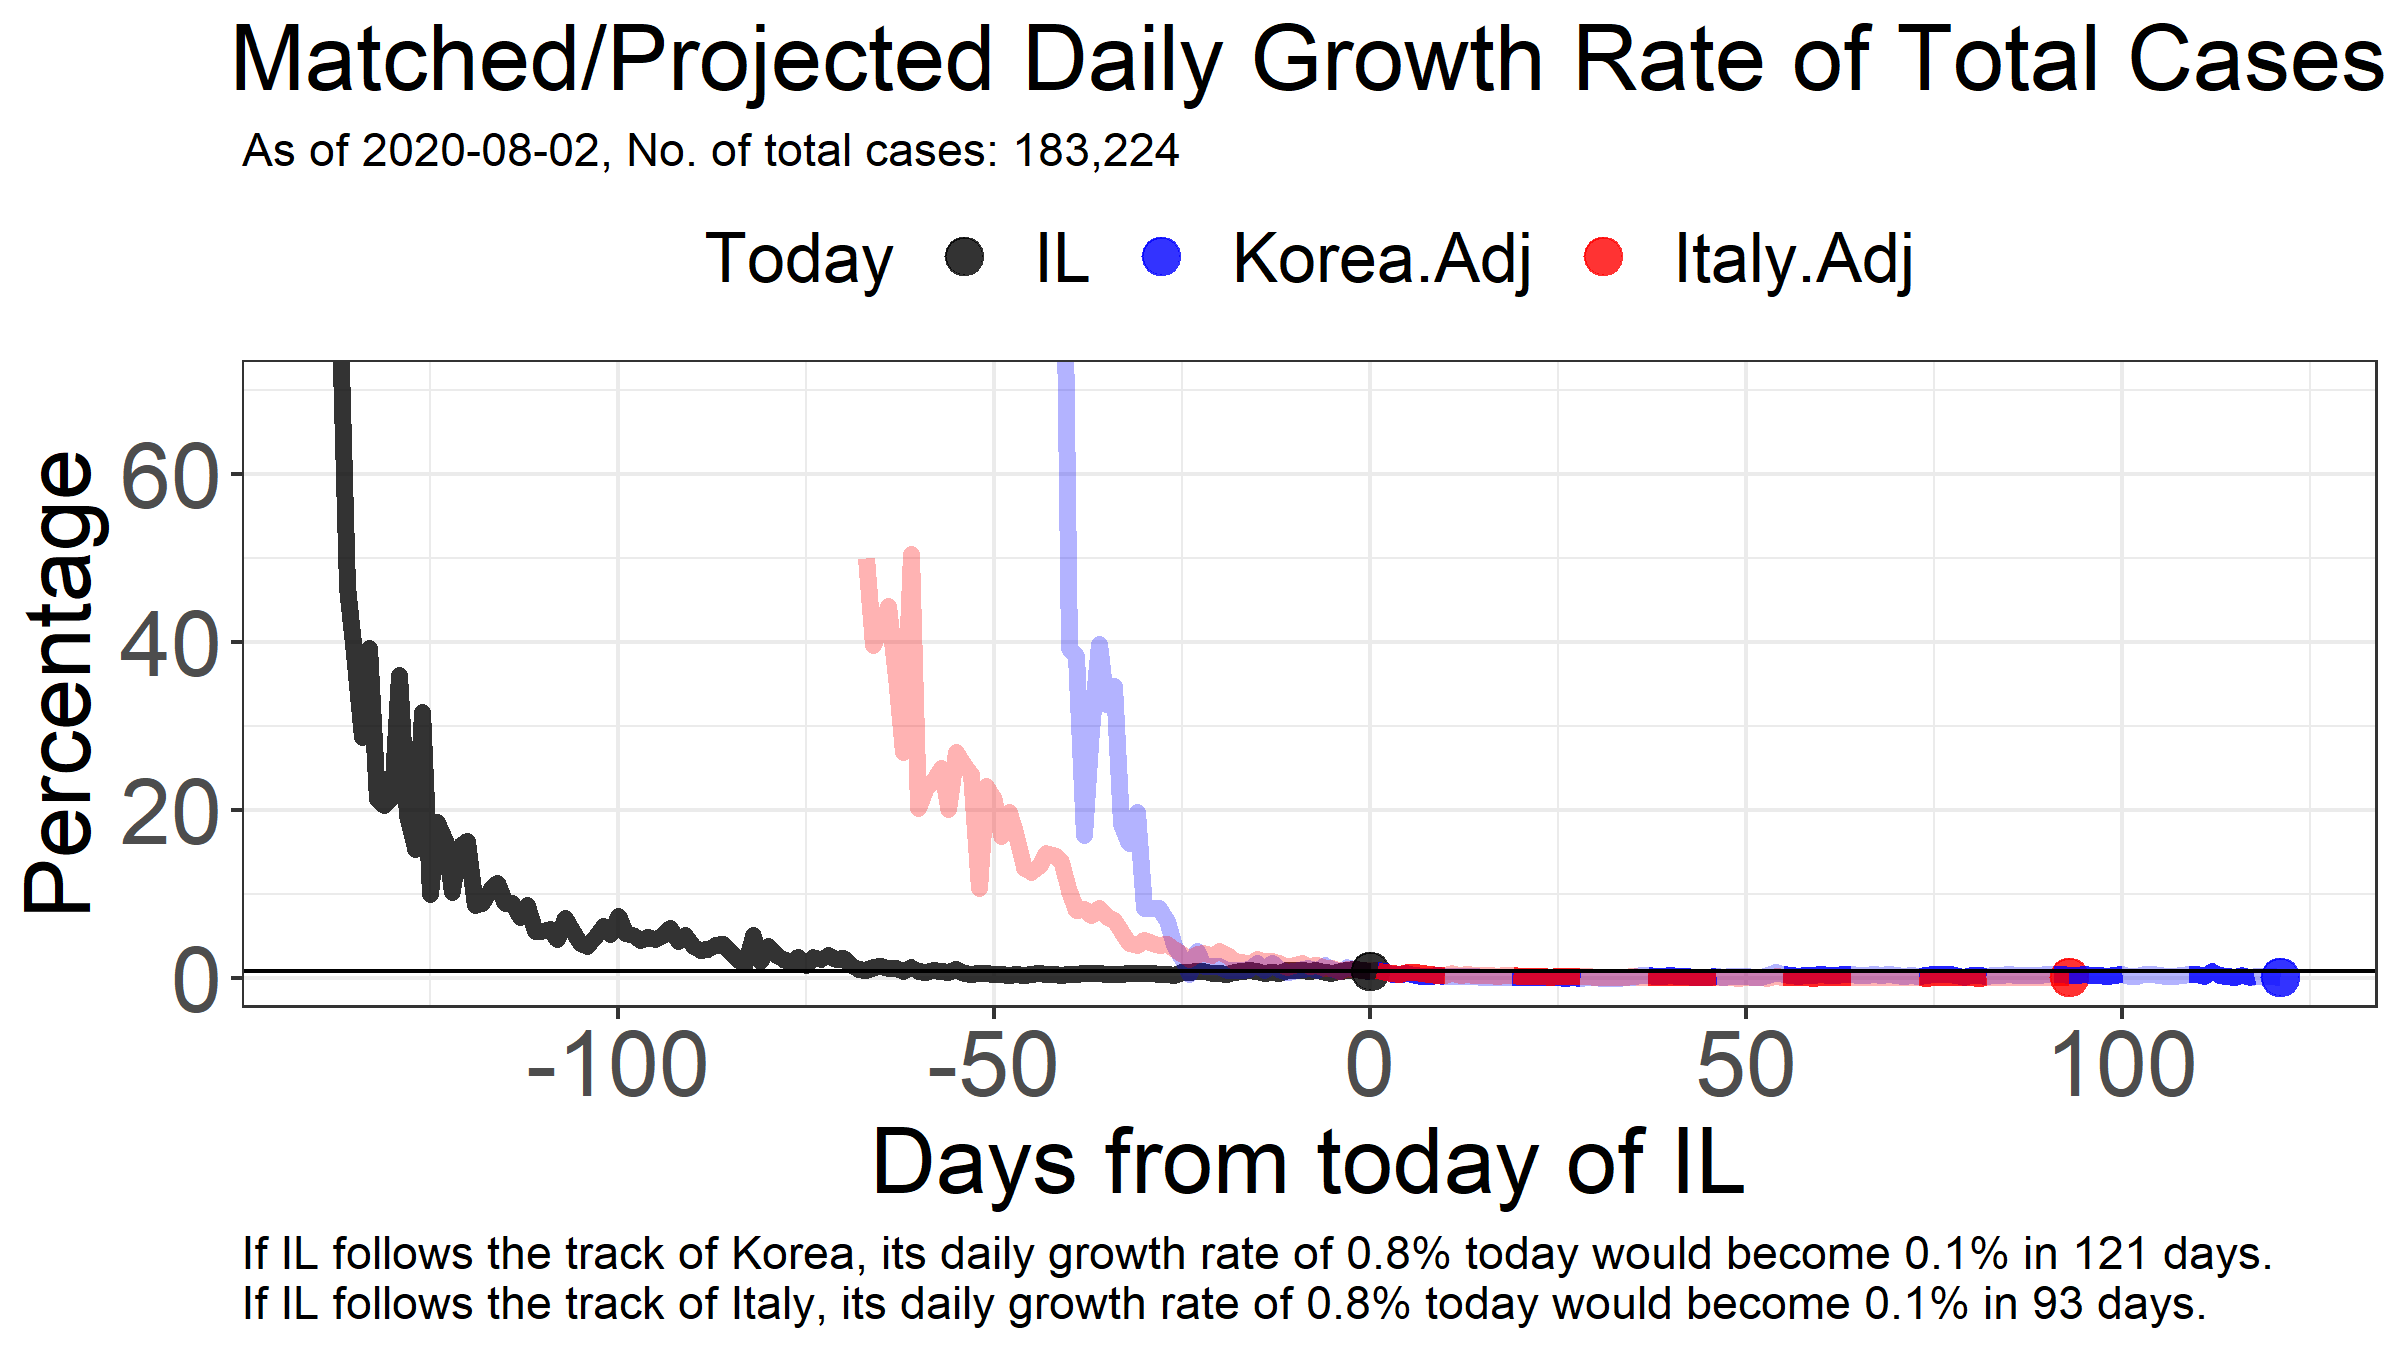 Matched/Projected Daily Growth Rate of Total Cases
As of 2020-08-02, No. of total cases: 183,224
Today IL Korea.Adj Italy.Adj
Percentage
60
40
20
0
-100 -50 0 50 100
Days from today of IL
If IL follows the track of Korea, its daily growth rate of 0.8% today would become 0.1% in 121 days.
If IL follows the track of Italy, its daily growth rate of 0.8% today would become 0.1% in 93 days.